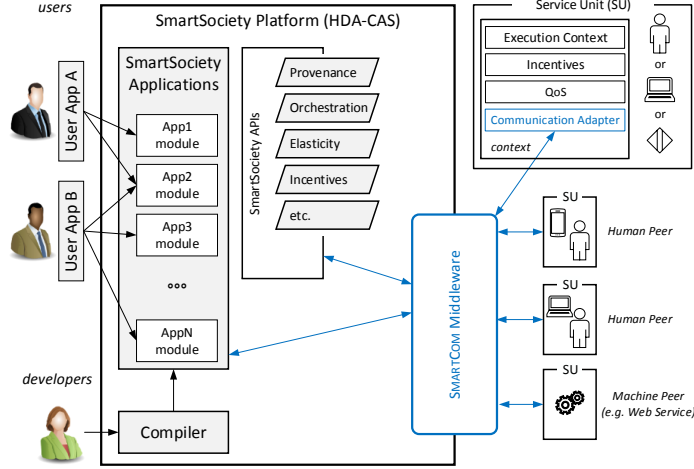 users
SmartSociety Platform (HDA-CAS)
Service Unit (SU)
User App A
User App B
SmartSociety
Applications
App1
module
App2
module
App3
module
AppN
module
SmartSociety APIs
Provenance
Orchestration
Elasticity
Incentives
etc.
SMARTCOM Middleware
Execution Context
Incentives
QoS
Communication Adapter
context
or
or
SU
Human Peer
SU
Human Peer
SU
Machine Peer
(e.g. Web Service)
developers
Compiler